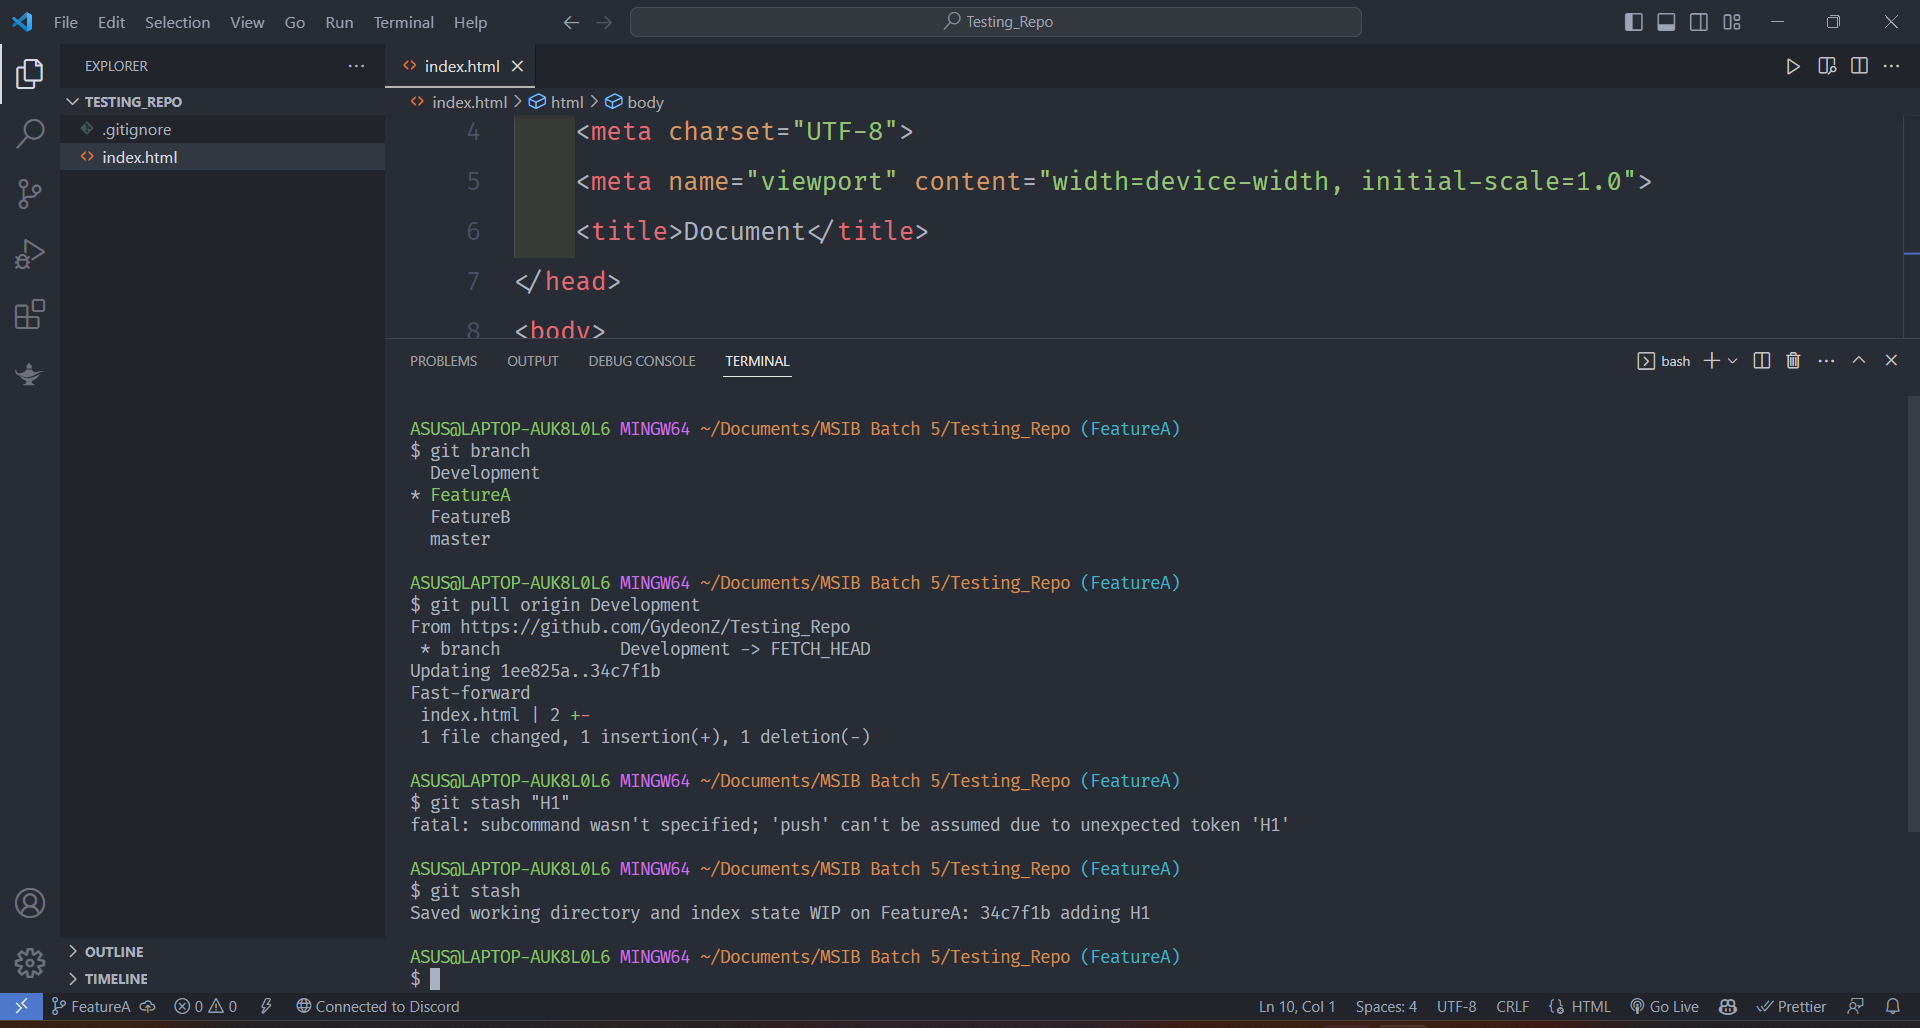 File Edit Selection View Go Run Terminal Help
Testing_Repo
EXPLORER
index.html
TESTING_REPO
.gitignore
index.html
index.html > html > body
4 <meta charset="UTF-8">
5 <meta name="viewport" content="width=device-width, initial-scale=1.0">
6 <title>Document</title>
7 </head>
8 <body>
PROBLEMS OUTPUT DEBUG CONSOLE TERMINAL
bash
ASUS@LAPTOP-AUK8L0L6 MINGW64 ~/Documents/MSIB Batch 5/Testing_Repo (FeatureA)
$ git branch
Development
* FeatureA
FeatureB
master
ASUS@LAPTOP-AUK8L0L6 MINGW64 ~/Documents/MSIB Batch 5/Testing_Repo (FeatureA)
$ git pull origin Development
From https://github.com/GydeonZ/Testing_Repo
* branch Development -> FETCH_HEAD
Updating 1ee825a..34c7f1b
Fast-forward
index.html | 2 +-
1 file changed, 1 insertion(+), 1 deletion(-)
ASUS@LAPTOP-AUK8L0L6 MINGW64 ~/Documents/MSIB Batch 5/Testing_Repo (FeatureA)
$ git stash "H1"
fatal: subcommand wasn't specified; 'push' can't be assumed due to unexpected token 'H1'
ASUS@LAPTOP-AUK8L0L6 MINGW64 ~/Documents/MSIB Batch 5/Testing_Repo (FeatureA)
$ git stash
Saved working directory and index state WIP on FeatureA: 34c7f1b adding H1
ASUS@LAPTOP-AUK8L0L6 MINGW64 ~/Documents/MSIB Batch 5/Testing_Repo (FeatureA)
$
OUTLINE
TIMELINE
FeatureA 0 0 Connected to Discord Ln 10, Col 1 Spaces: 4 UTF-8 CRLF HTML Go Live Prettier